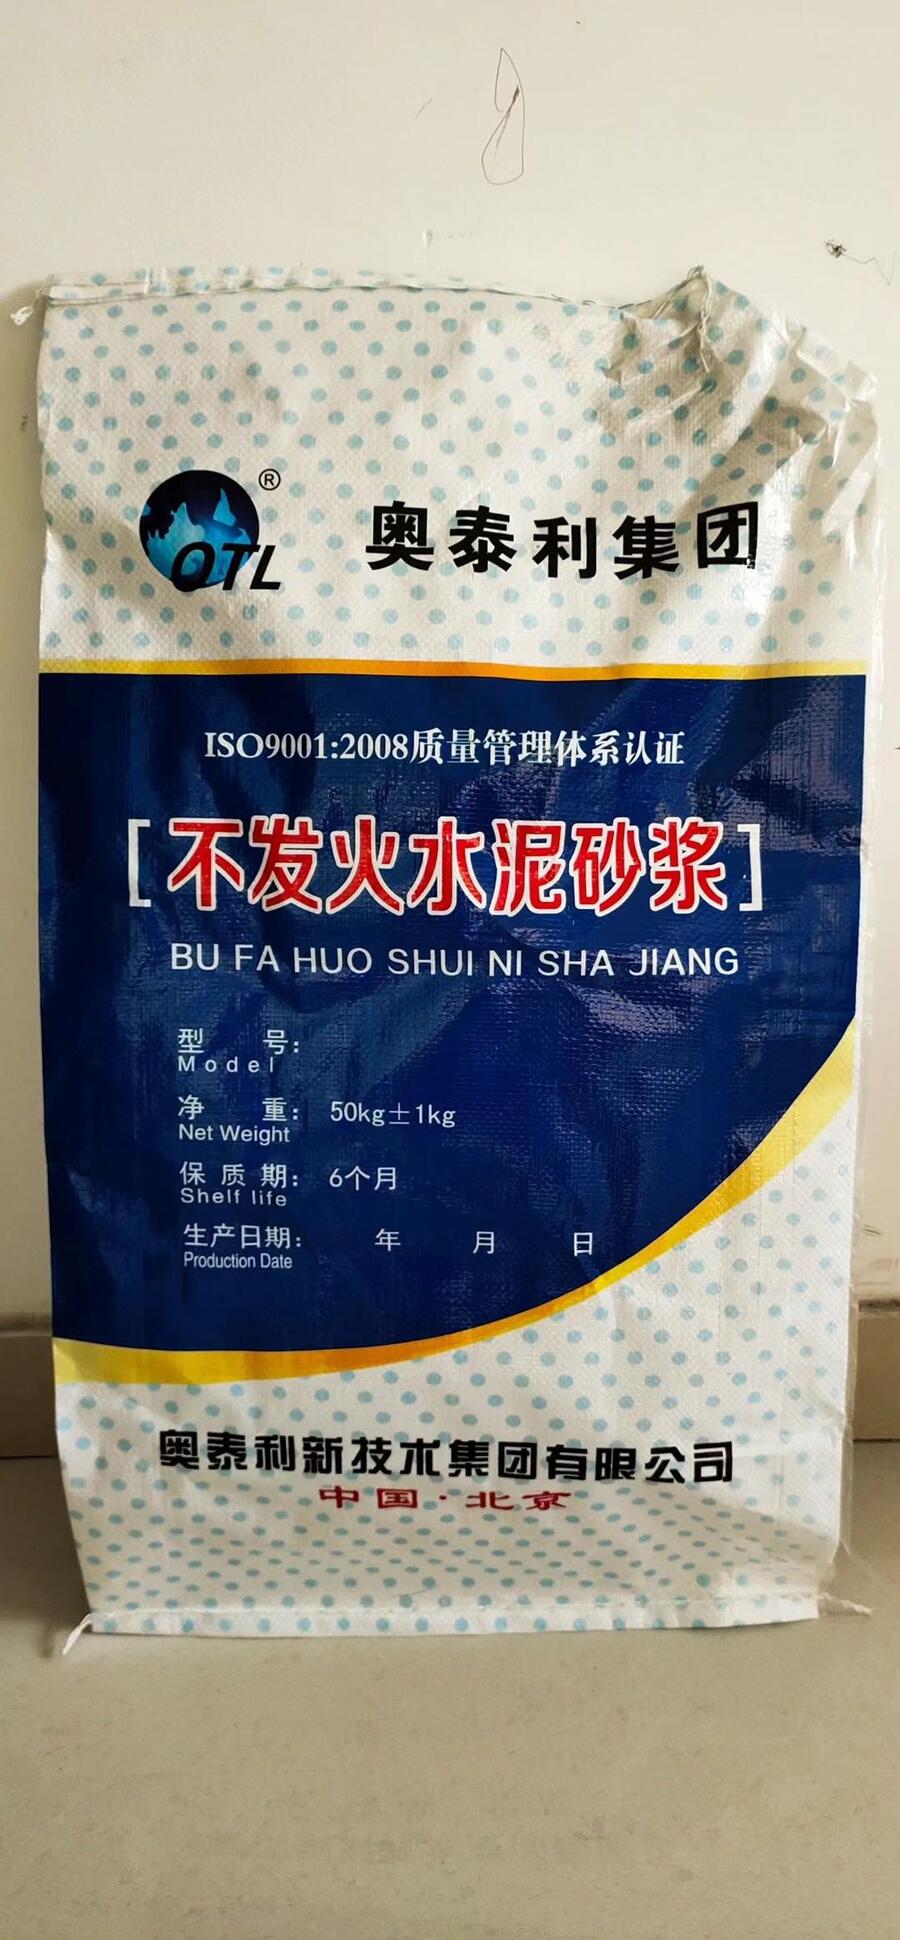 OTL® 奥泰利集团
ISO9001:2008质量管理体系认证
[不发火水泥砂浆]
BU FA HUO SHUI NI SHA JIANG
型 号:
Model
净 重: 50kg±1kg
Net Weight
保 质 期: 6个月
Shelf life
生产日期: 年 月 日
Production Date
奥泰利新技术集团有限公司
中国·北京